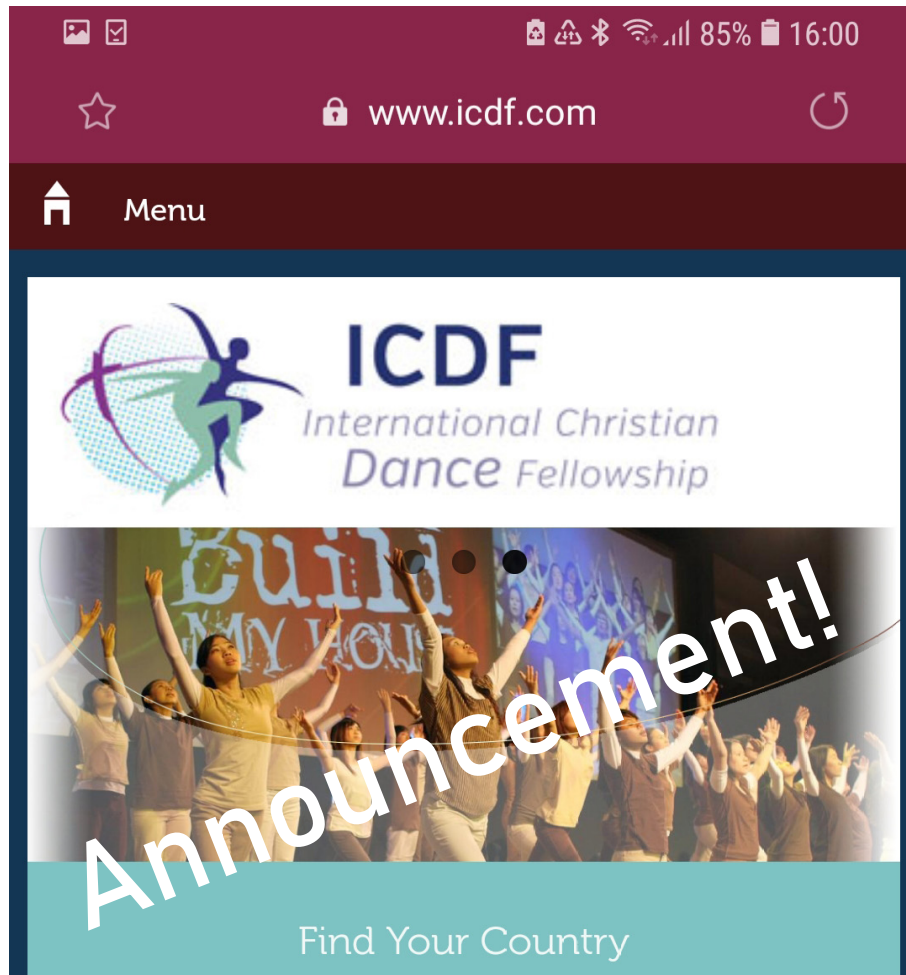 85% 16:00
www.icdf.com
Menu
ICDF
International Christian
Dance Fellowship
Build
MY HOUSE
Announcement!
Find Your Country